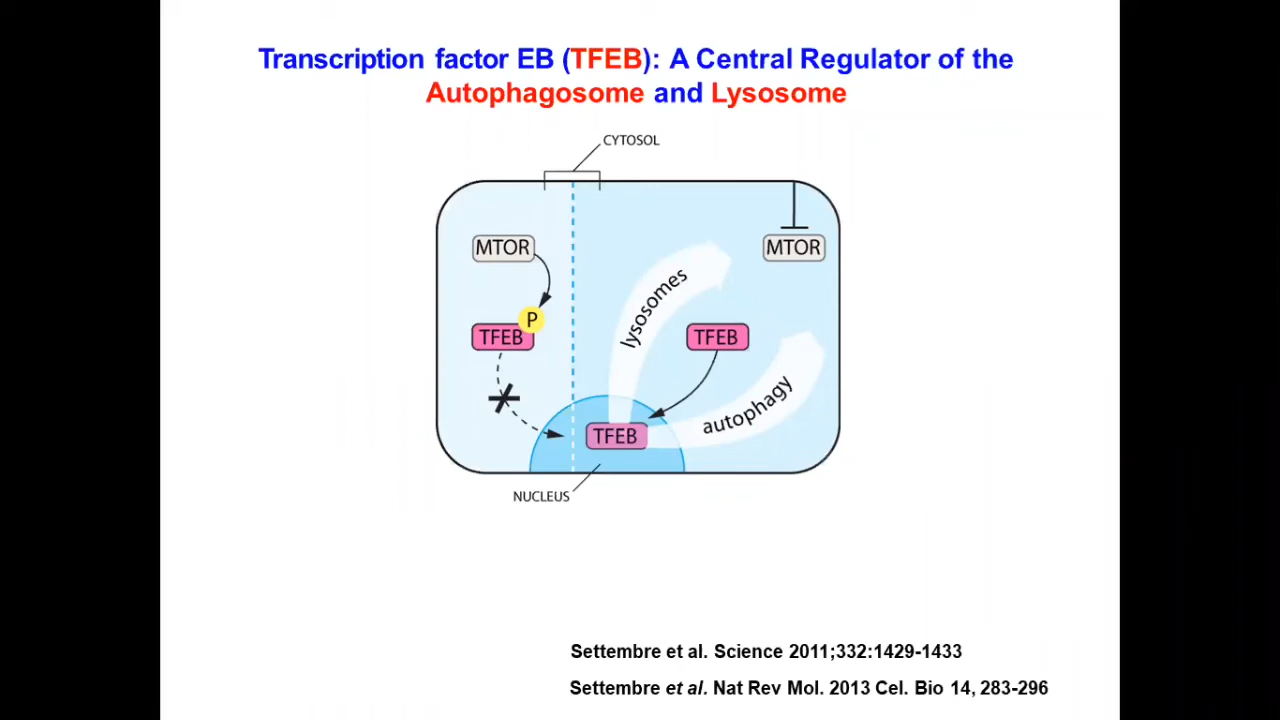 Transcription factor EB (TFEB): A Central Regulator of the
Autophagosome and Lysosome
CYTOSOL
MTOR
MTOR
P
TFEB
TFEB
lysosomes
autophagy
TFEB
NUCLEUS
Settembre et al. Science 2011;332:1429-1433
Settembre et al. Nat Rev Mol. 2013 Cel. Bio 14, 283-296